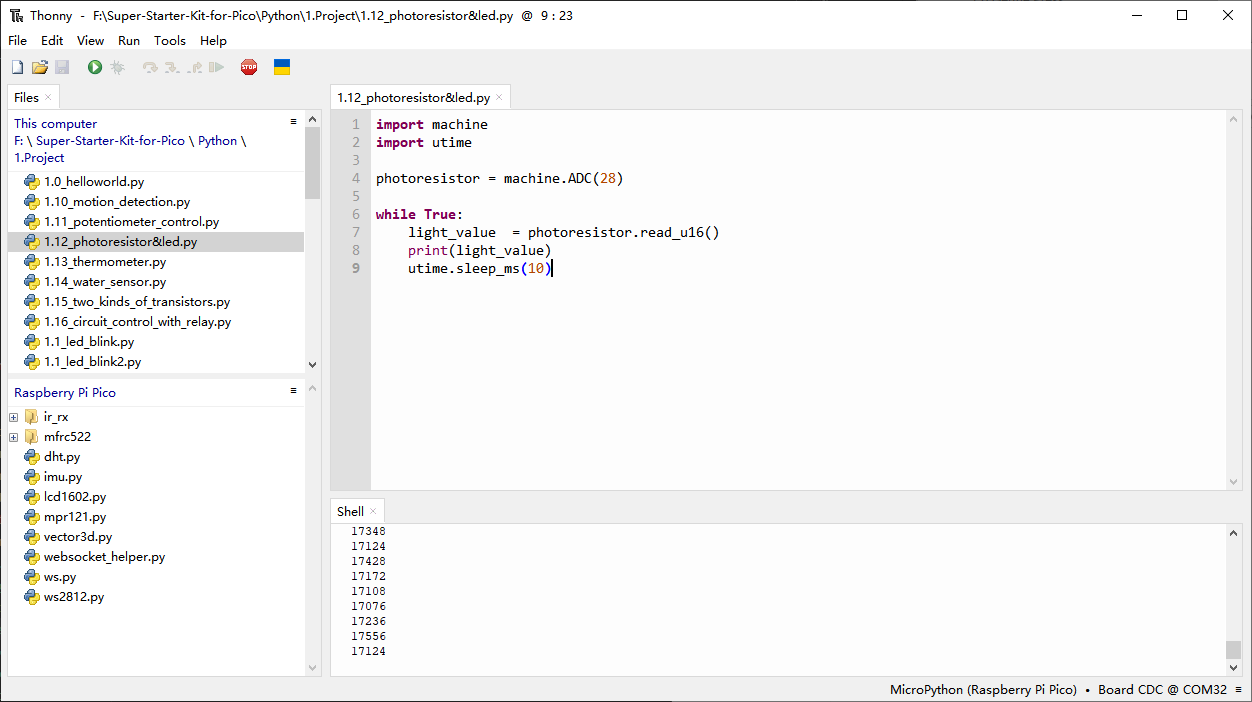 Thonny - F:\Super-Starter-Kit-for-Pico\Python\1.Project\1.12_photoresistor&led.py @ 9 : 23
File Edit View Run Tools Help
STOP
Files
This computer
F: \ Super-Starter-Kit-for-Pico \ Python \
1.Project
1.0_helloworld.py
1.10_motion_detection.py
1.11_potentiometer_control.py
1.12_photoresistor&led.py
1.13_thermometer.py
1.14_water_sensor.py
1.15_two_kinds_of_transistors.py
1.16_circuit_control_with_relay.py
1.1_led_blink.py
1.1_led_blink2.py
Raspberry Pi Pico
ir_rx
mfrc522
dht.py
imu.py
lcd1602.py
mpr121.py
vector3d.py
websocket_helper.py
ws.py
ws2812.py
1.12_photoresistor&led.py
1 import machine
2 import utime
3
4 photoresistor = machine.ADC(28)
5
6 while True:
7     light_value  = photoresistor.read_u16()
8     print(light_value)
9     utime.sleep_ms(10)
Shell
17348
17124
17428
17172
17108
17076
17236
17556
17124
MicroPython (Raspberry Pi Pico) • Board CDC @ COM32